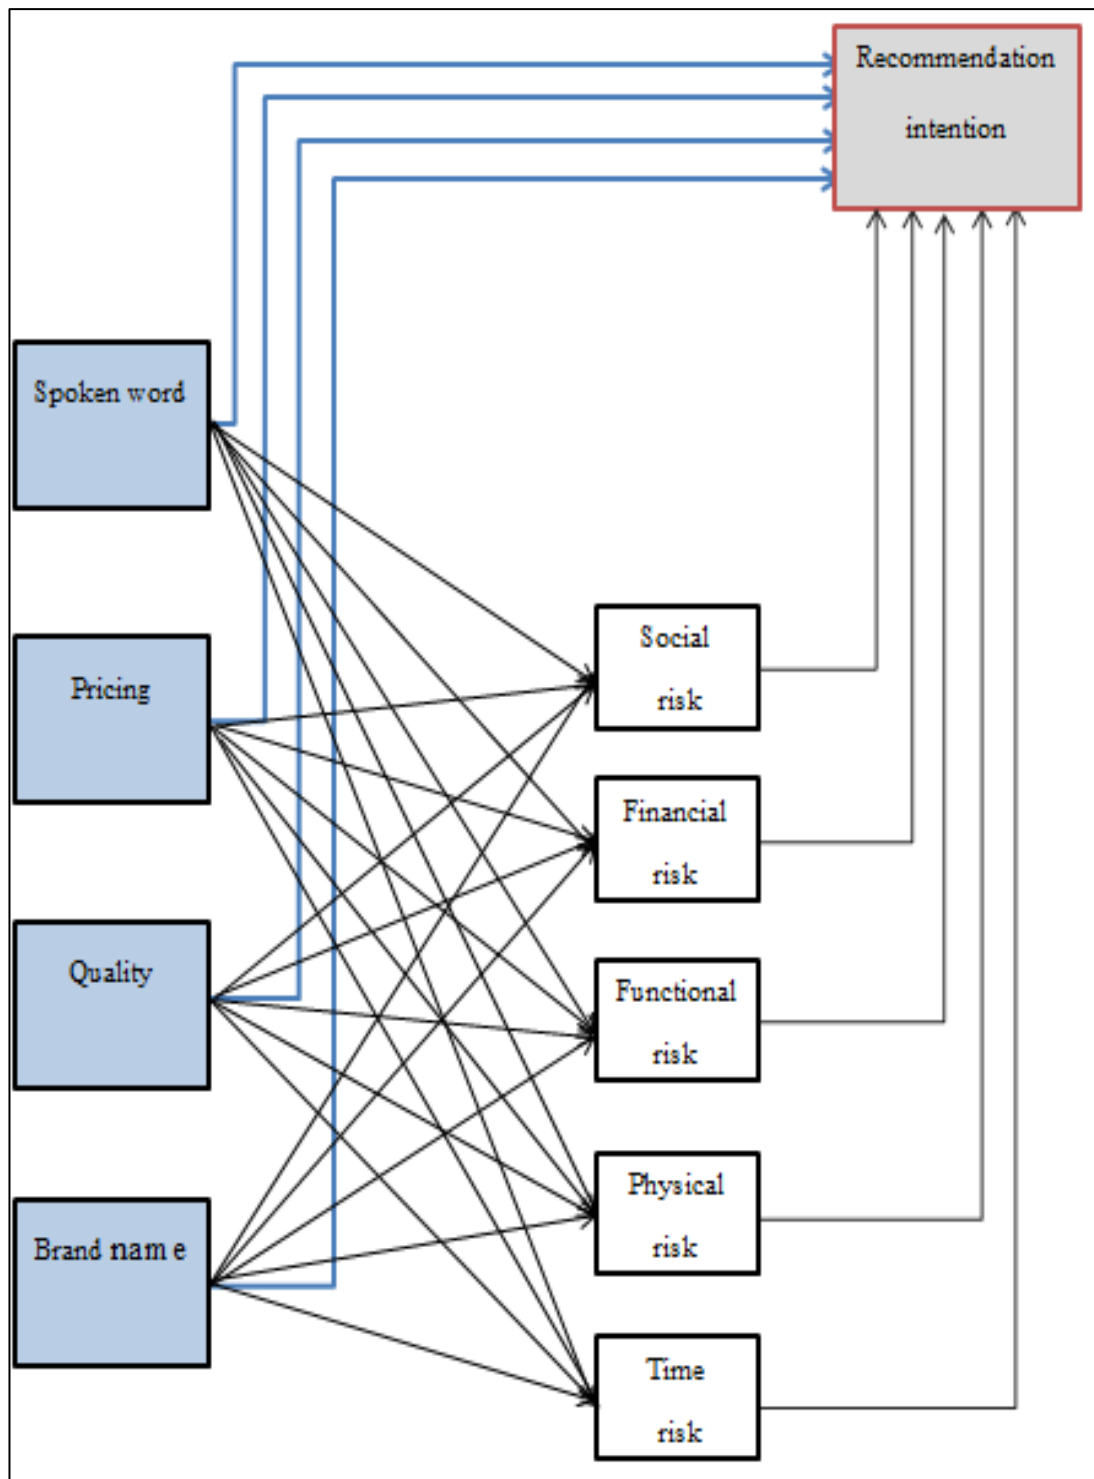 Recommendation
intention
Spoken word
Pricing
Quality
Brand name
Social
risk
Financial
risk
Functional
risk
Physical
risk
Time
risk